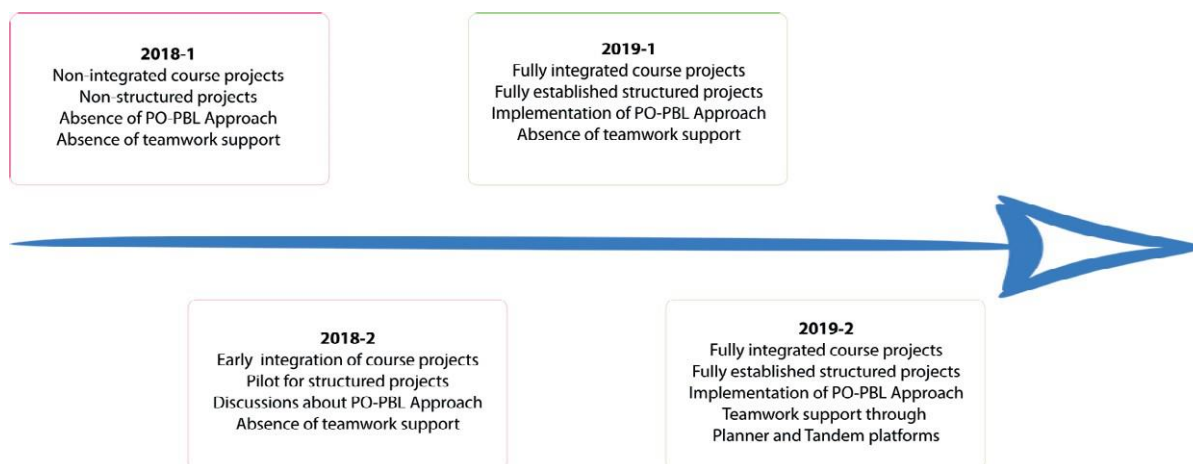 2018-1
Non-integrated course projects
Non-structured projects
Absence of PO-PBL Approach
Absence of teamwork support
2019-1
Fully integrated course projects
Fully established structured projects
Implementation of PO-PBL Approach
Absence of teamwork support
2018-2
Early integration of course projects
Pilot for structured projects
Discussions about PO-PBL Approach
Absence of teamwork support
2019-2
Fully integrated course projects
Fully established structured projects
Implementation of PO-PBL Approach
Teamwork support through
Planner and Tandem platforms